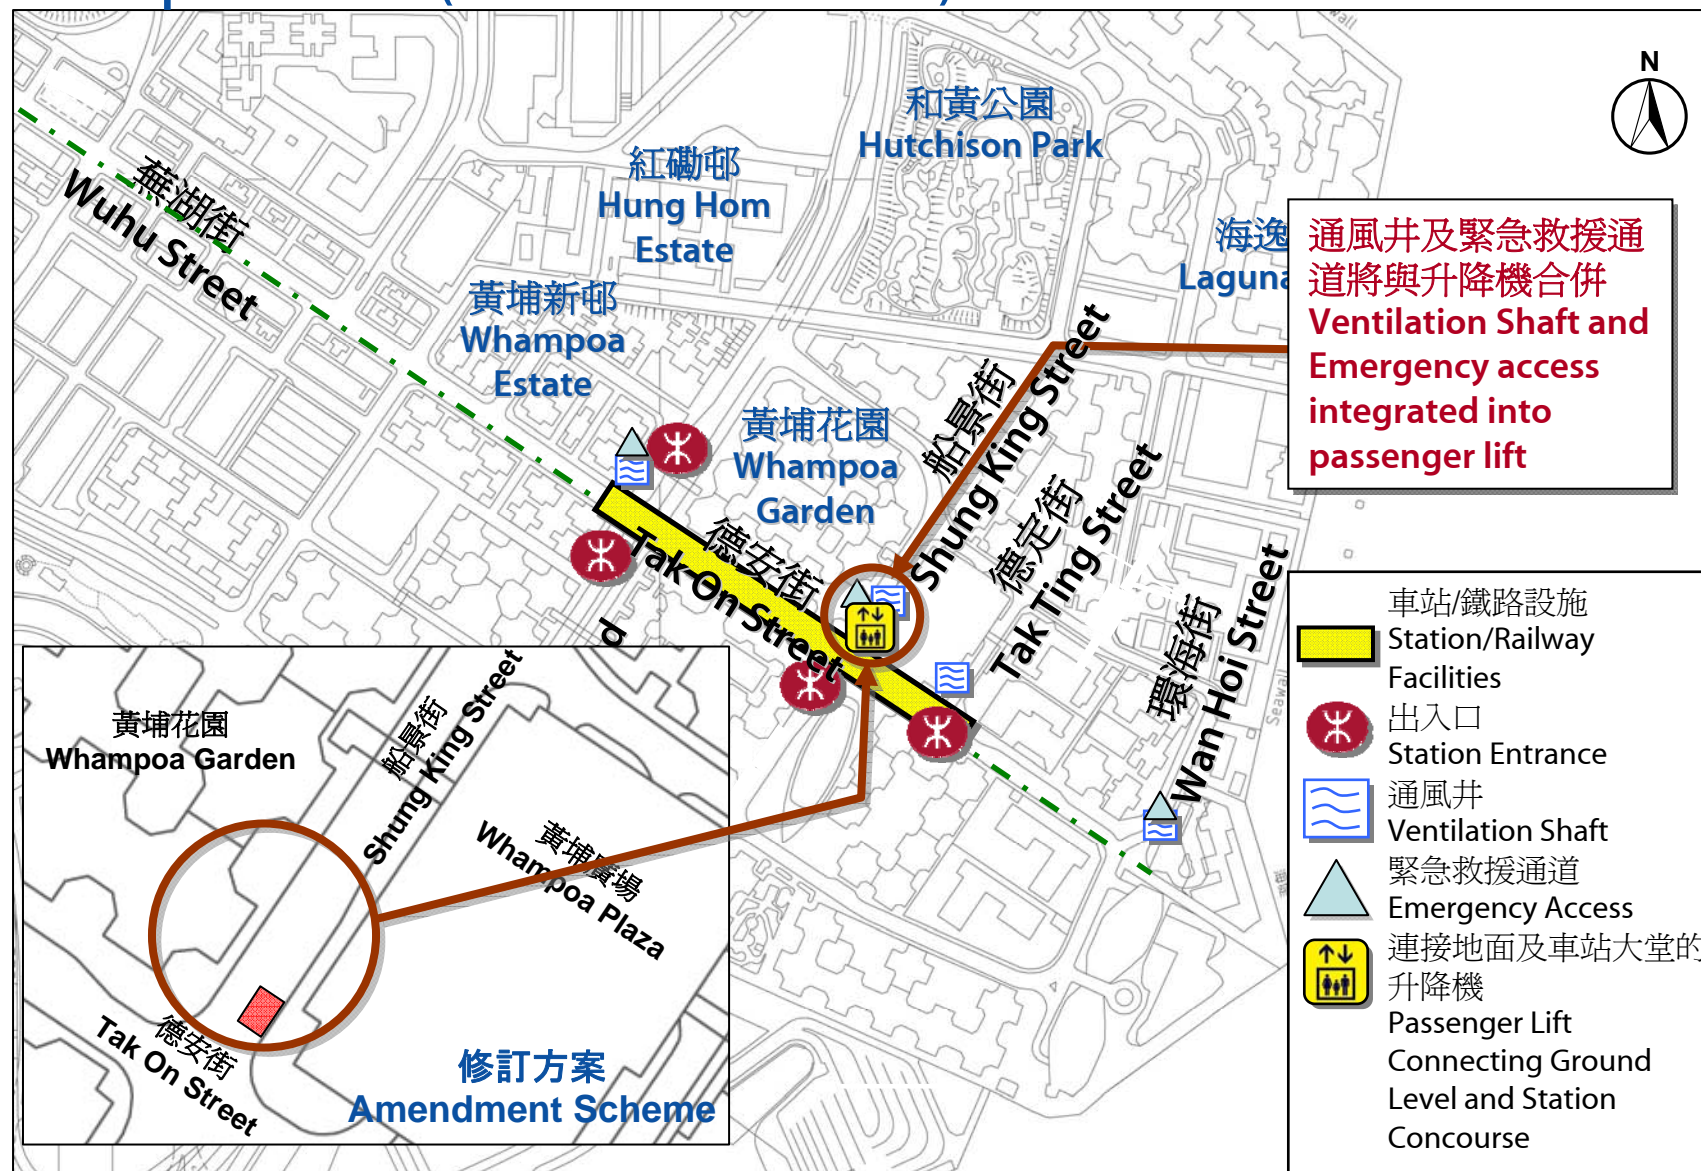 N
和黃公園
Hutchison Park
紅磡邨
Hung Hom
Estate
蕪湖街
Wuhu Street
黃埔新邨
Whampoa
Estate
海逸
Laguna
通風井及緊急救援通
道將與升降機合併
Ventilation Shaft and
Emergency access
integrated into
passenger lift
黃埔花園
Whampoa
Garden
船景街
Shung King Street
德定街
Tak Ting Street
環海街
Wan Hoi Street
Seawall
德安街
Tak On Street
d
黃埔花園
Whampoa Garden
船景街
Shung King Street
黃埔廣場
Whampoa Plaza
德安街
Tak On Street
修訂方案
Amendment Scheme
車站/鐵路設施
Station/Railway
Facilities
出入口
Station Entrance
通風井
Ventilation Shaft
緊急救援通道
Emergency Access
連接地面及車站大堂的
升降機
Passenger Lift
Connecting Ground
Level and Station
Concourse